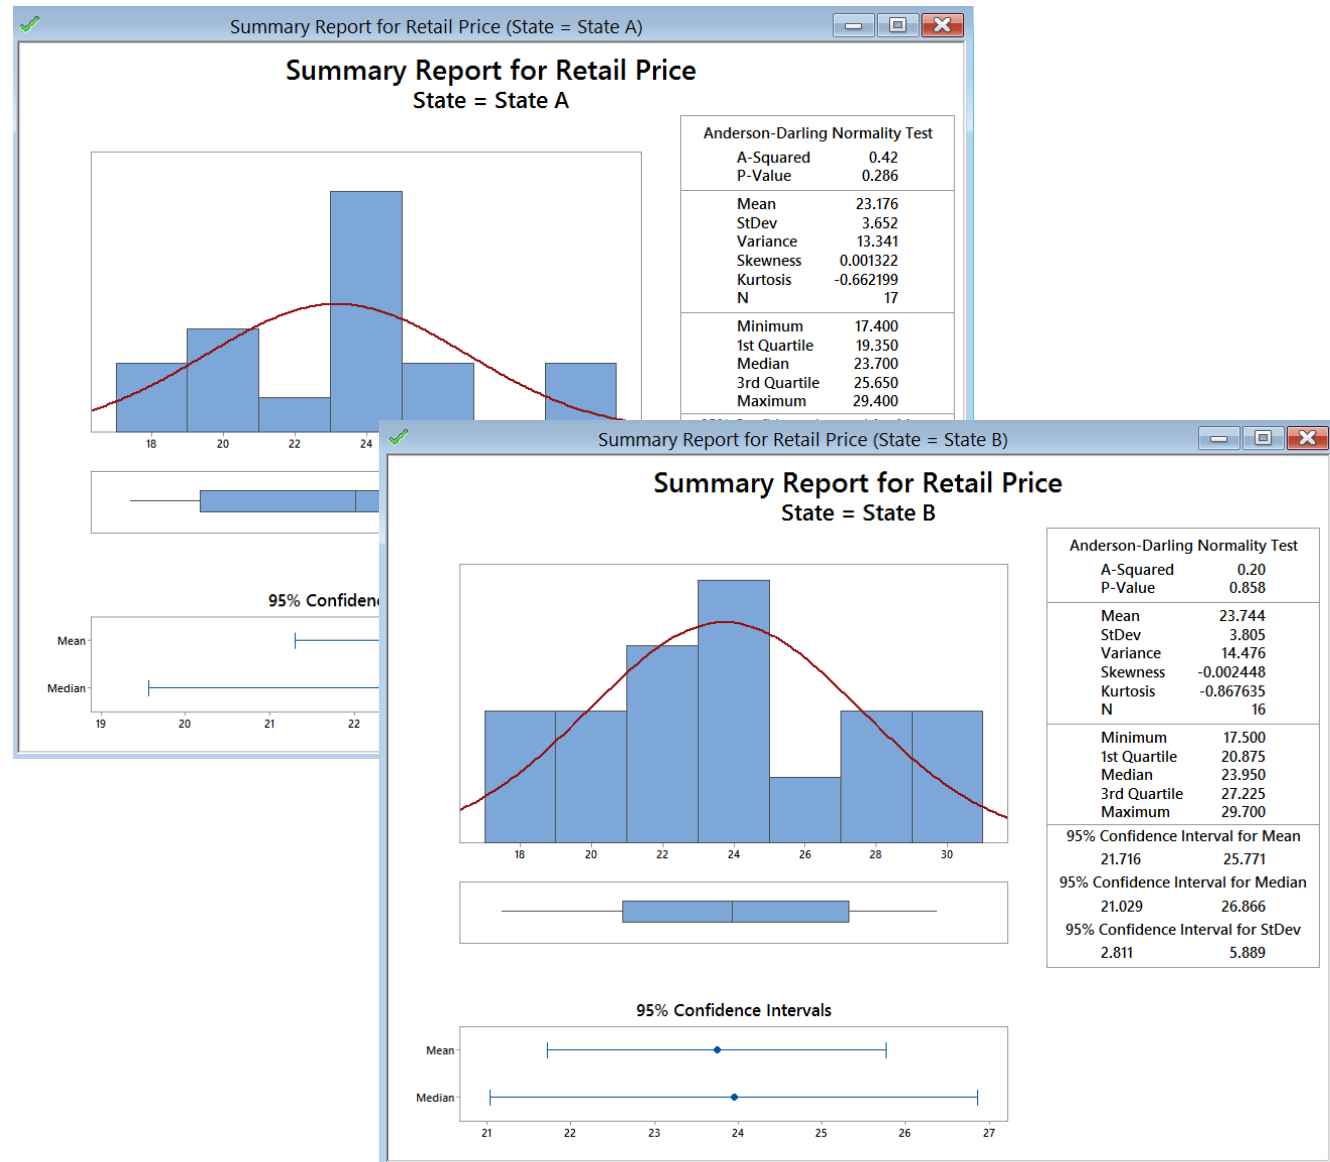 Summary Report for Retail Price (State = State A)
Summary Report for Retail Price
State = State A
Anderson-Darling Normality Test
A-Squared 0.42
P-Value 0.286
Mean 23.176
StDev 3.652
Variance 13.341
Skewness 0.001322
Kurtosis -0.662199
N 17
Minimum 17.400
1st Quartile 19.350
Median 23.700
3rd Quartile 25.650
Maximum 29.400
18 20 22 24
95% Confiden
Mean
Median
19 20 21 22
Summary Report for Retail Price (State = State B)
Summary Report for Retail Price
State = State B
Anderson-Darling Normality Test
A-Squared 0.20
P-Value 0.858
Mean 23.744
StDev 3.805
Variance 14.476
Skewness -0.002448
Kurtosis -0.867635
N 16
Minimum 17.500
1st Quartile 20.875
Median 23.950
3rd Quartile 27.225
Maximum 29.700
95% Confidence Interval for Mean
21.716 25.771
95% Confidence Interval for Median
21.029 26.866
95% Confidence Interval for StDev
2.811 5.889
18 20 22 24 26 28 30
95% Confidence Intervals
Mean
Median
21 22 23 24 25 26 27